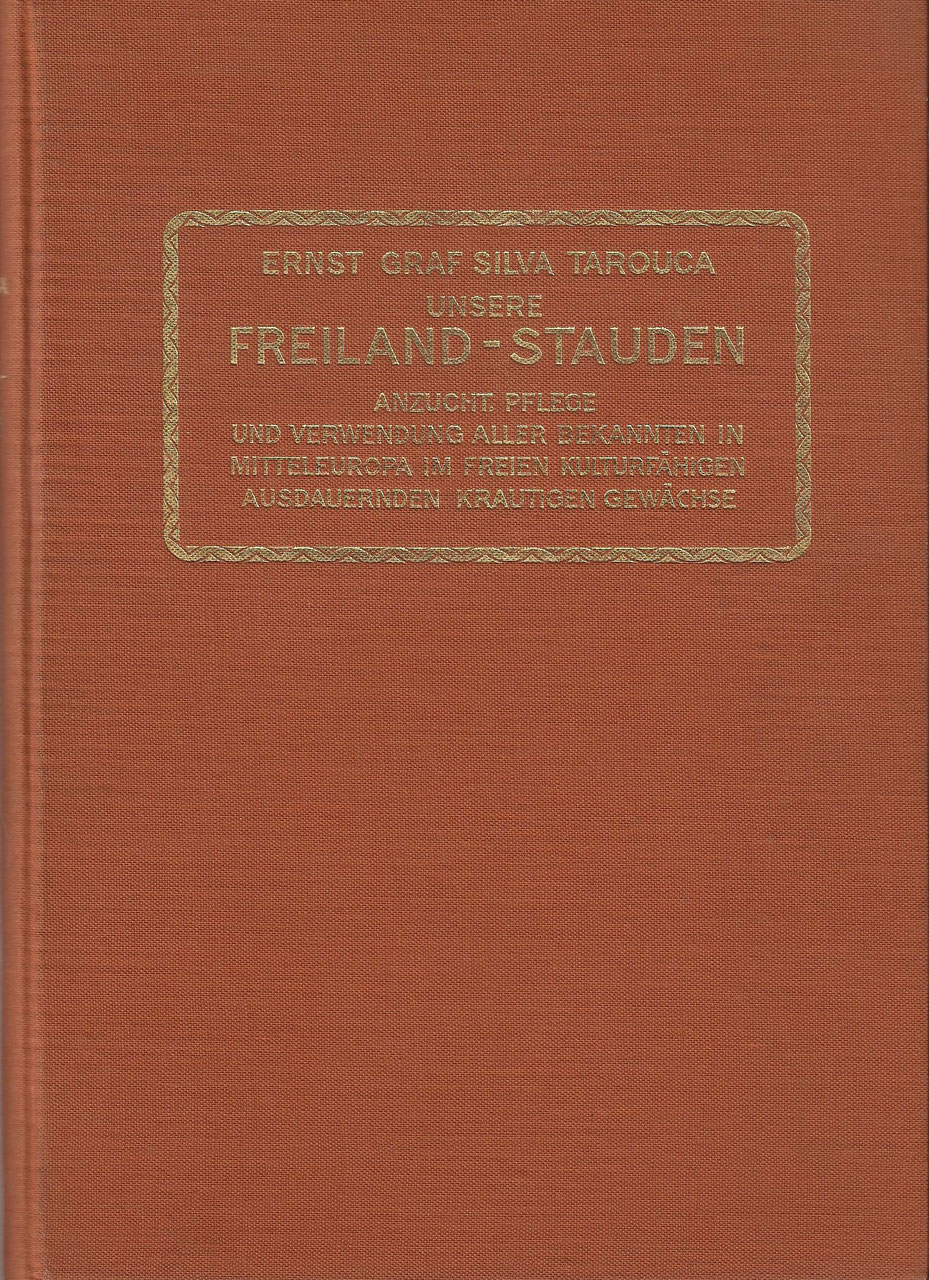 ERNST GRAF SILVA TAROUCA
UNSERE
FREILAND-STAUDEN
ANZUCHT, PFLEGE
UND VERWENDUNG ALLER BEKANNTEN IN
MITTELEUROPA IM FREIEN KULTURFÄHIGEN
AUSDAUERNDEN KRAUTIGEN GEWÄCHSE